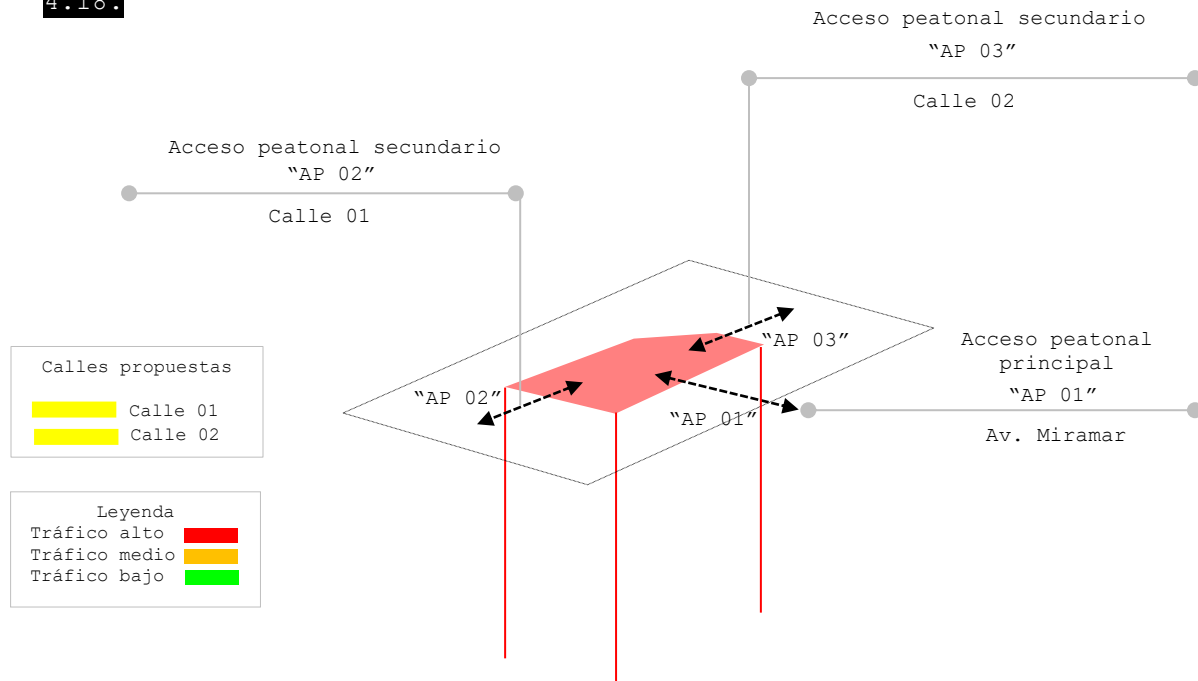 4.18.
Acceso peatonal secundario
“AP 03”
Calle 02
Acceso peatonal secundario
“AP 02”
Calle 01
“AP 03”
“AP 02”
“AP 01”
Acceso peatonal
principal
“AP 01”
Av. Miramar
Calles propuestas
Calle 01
Calle 02
Leyenda
Tráfico alto
Tráfico medio
Tráfico bajo